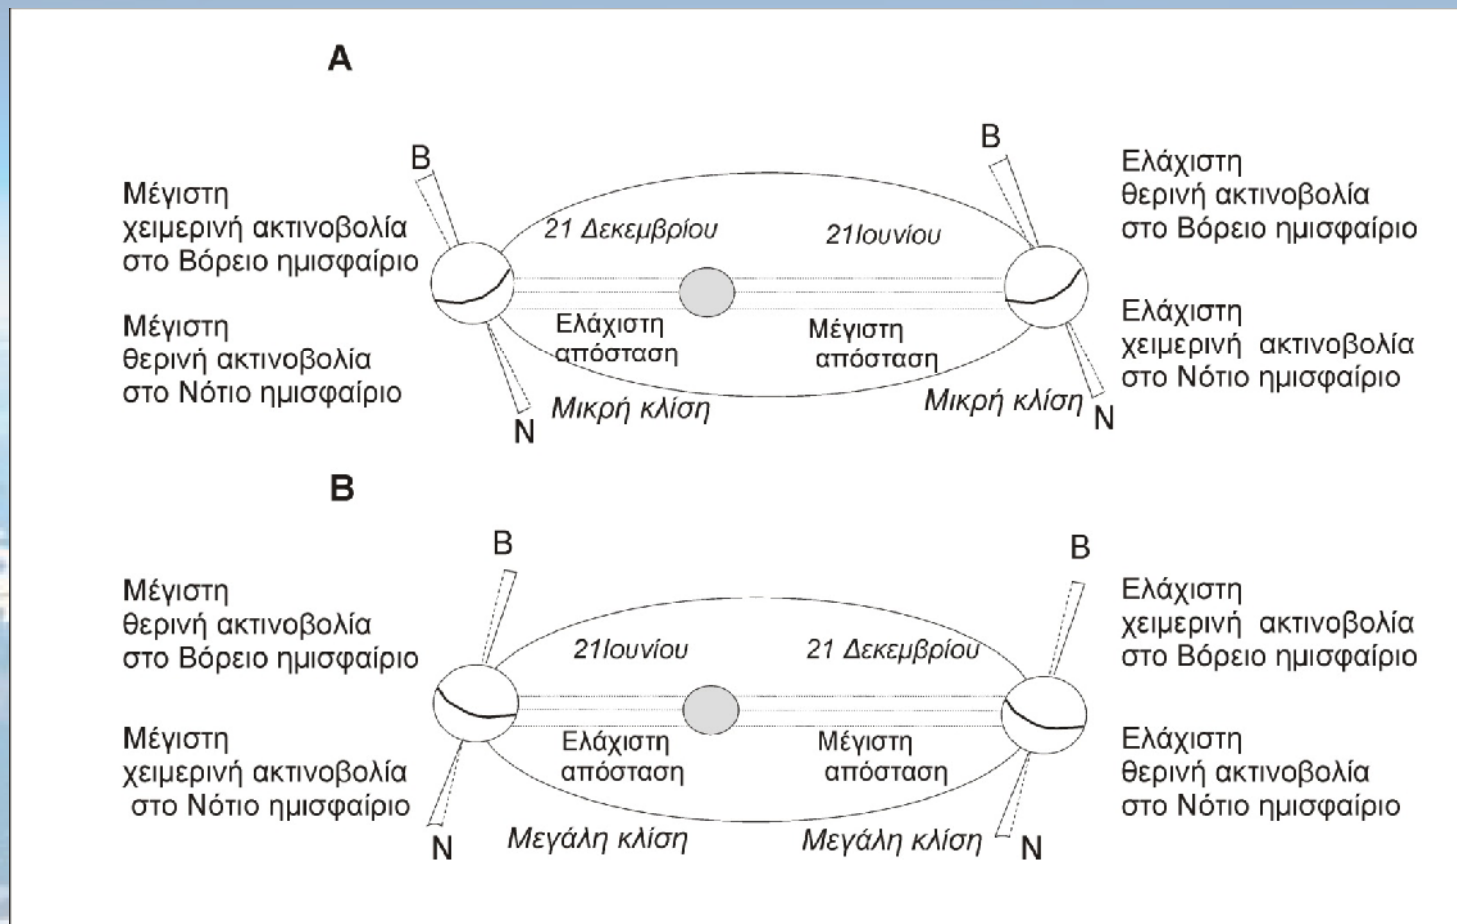 A
B
B
Μέγιστη
χειμερινή ακτινοβολία
στο Βόρειο ημισφαίριο
Μέγιστη
θερινή ακτινοβολία
στο Νότιο ημισφαίριο
21 Δεκεμβρίου
21Ιουνίου
Ελάχιστη
απόσταση
Μέγιστη
απόσταση
Ελάχιστη
θερινή ακτινοβολία
στο Βόρειο ημισφαίριο
Ελάχιστη
χειμερινή ακτινοβολία
στο Νότιο ημισφαίριο
N
Μικρή κλίση
Μικρή κλίση
N
B
B
B
Μέγιστη
θερινή ακτινοβολία
στο Βόρειο ημισφαίριο
Μέγιστη
χειμερινή ακτινοβολία
στο Νότιο ημισφαίριο
21Ιουνίου
21 Δεκεμβρίου
Ελάχιστη
απόσταση
Μέγιστη
απόσταση
Ελάχιστη
χειμερινή ακτινοβολία
στο Βόρειο ημισφαίριο
Ελάχιστη
θερινή ακτινοβολία
στο Νότιο ημισφαίριο
N
Μεγάλη κλίση
Μεγάλη κλίση
N